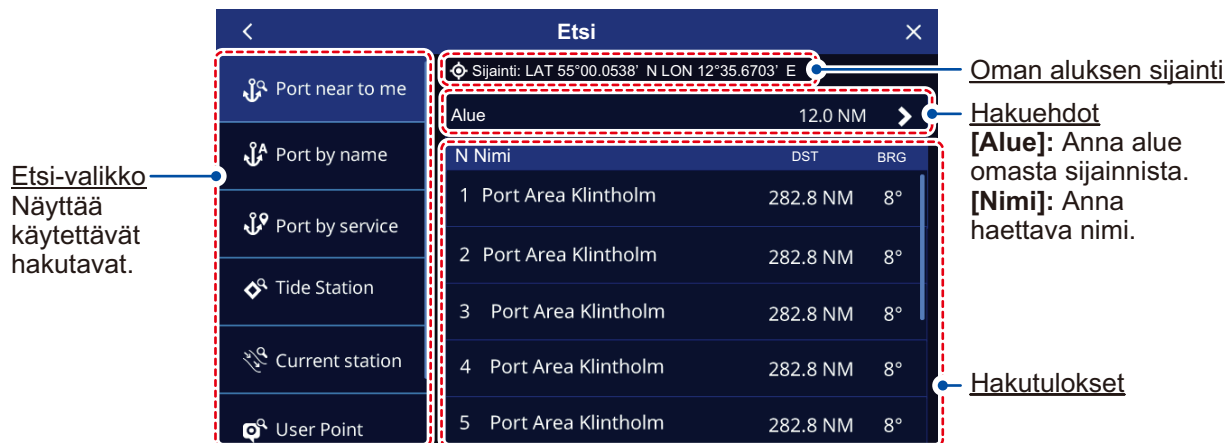 Etsi
Sijainti: LAT 55°00.0538’ N LON 12°35.6703’ E
Alue 12.0 NM
Port near to me
Port by name
Port by service
Tide Station
Current station
User Point
N Nimi DST BRG
1 Port Area Klintholm 282.8 NM 8°
2 Port Area Klintholm 282.8 NM 8°
3 Port Area Klintholm 282.8 NM 8°
4 Port Area Klintholm 282.8 NM 8°
5 Port Area Klintholm 282.8 NM 8°
Etsi-valikko
Näyttää
käytettävät
hakutavat.
Oman aluksen sijainti
Hakuehdot
[Alue]: Anna alue
omasta sijainnista.
[Nimi]: Anna
haettava nimi.
Hakutulokset